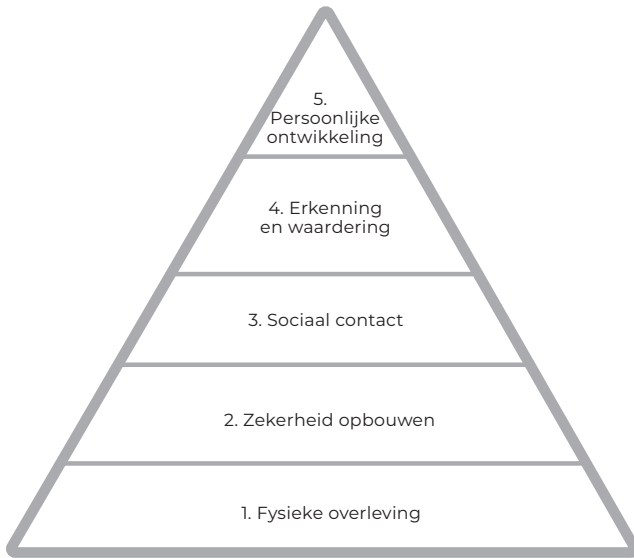 5.
Persoonlijke
ontwikkeling
4. Erkenning
en waardering
3. Sociaal contact
2. Zekerheid opbouwen
1. Fysieke overleving